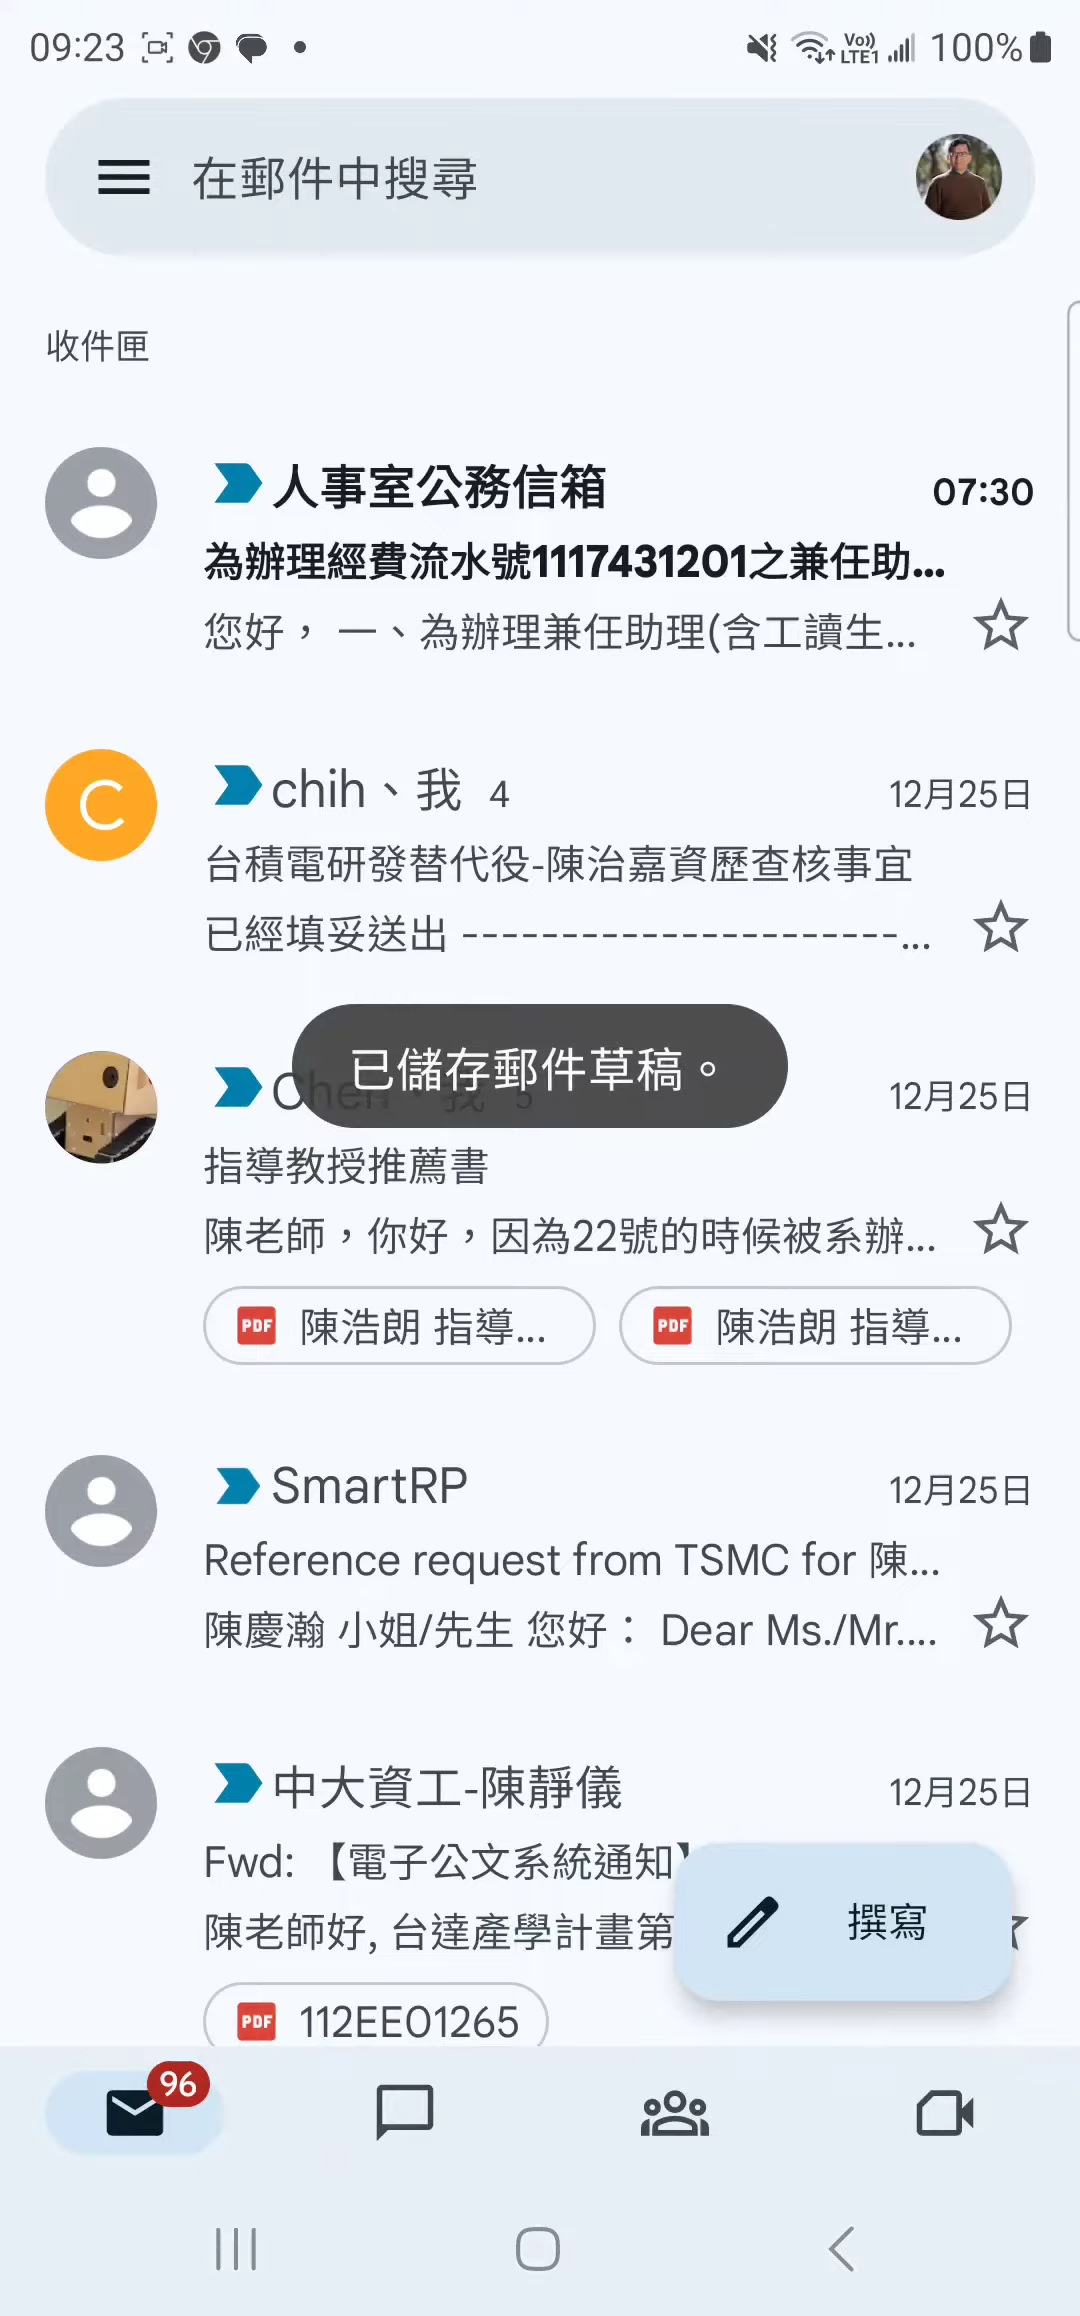 09:23
Vo)) LTE1 100%
在郵件中搜尋
收件匣
人事室公務信箱 07:30
為辦理經費流水號1117431201之兼任助...
您好， 一、為辦理兼任助理(含工讀生...
C
chih、我 4 12月25日
台積電研發替代役-陳治嘉資歷查核事宜
已經填妥送出 ----------------------...
已儲存郵件草稿。
Chen、我 5 12月25日
指導教授推薦書
陳老師，你好，因為22號的時候被系辦...
PDF 陳浩朗 指導... PDF 陳浩朗 指導...
SmartRP 12月25日
Reference request from TSMC for 陳...
陳慶瀚 小姐/先生 您好： Dear Ms./Mr....
中大資工-陳靜儀 12月25日
Fwd: 【電子公文系統通知】
陳老師好, 台達產學計畫第
撰寫
PDF 112EE01265
96